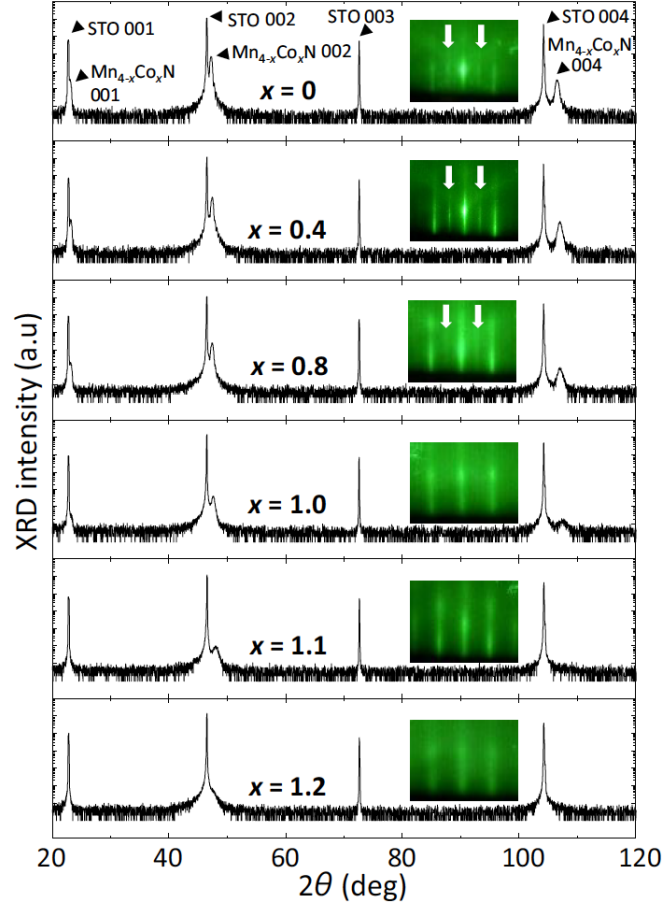 STO 001
STO 002
STO 003
STO 004
Mn₄₋ₓCoₓN
001
Mn₄₋ₓCoₓN 002
Mn₄₋ₓCoₓN
004
x = 0
x = 0.4
x = 0.8
x = 1.0
x = 1.1
x = 1.2
XRD intensity (a.u)
20 40 60 80 100 120
2θ (deg)